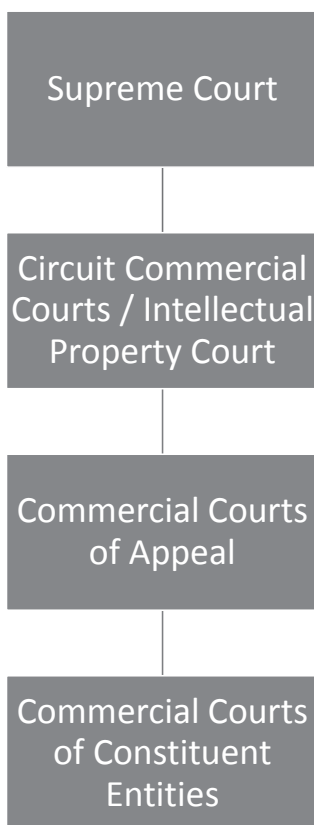 Supreme Court
Circuit Commercial
Courts / Intellectual
Property Court
Commercial Courts
of Appeal
Commercial Courts
of Constituent
Entities